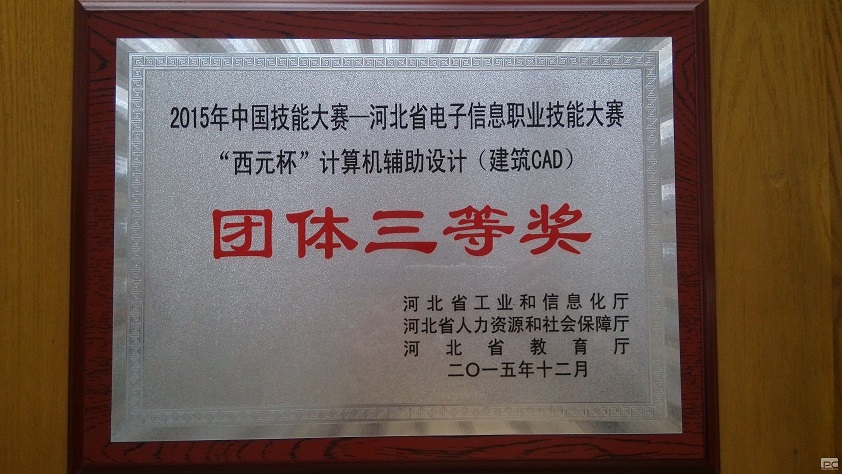 2015年中国技能大赛—河北省电子信息职业技能大赛
“西元杯”计算机辅助设计（建筑CAD）
团体三等奖
河北省工业和信息化厅
河北省人力资源和社会保障厅
河北省教育厅
二〇一五年十二月
PC